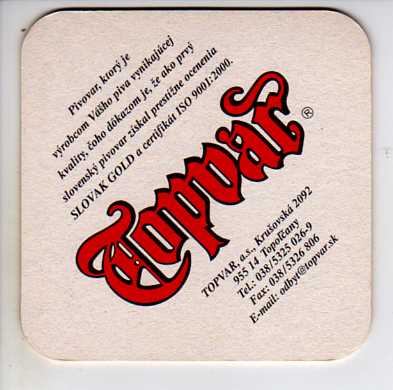 Pivovar, ktorý je
výrobcom Vášho piva vynikajúcej
kvality, čoho dôkazom je, že ako prvý
slovenský pivovar získal prestížne ocenenia
SLOVAK GOLD a certifikát ISO 9001:2000.
Topvar ®
TOPVAR, a.s., Krušovská 2092
955 14 Topoľčany
Tel.: 038/5325 026-9
Fax: 038/5326 806
E-mail: odbyt@topvar.sk